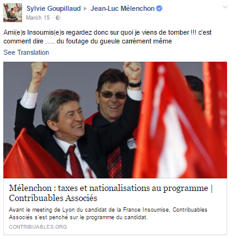 Sylvie Goupillaud ▸ Jean-Luc Mélenchon
March 15 ·
Ami(e)s Insoumis(e)s regardez donc sur quoi je viens de tomber !!! c'est
comment dire ..... du foutage du gueule carrément même
See Translation
Mélenchon : taxes et nationalisations au programme |
Contribuables Associés
Avant le meeting de Lyon du candidat de la France Insoumise, Contribuables
Associés s'est penché sur le programme du candidat.
CONTRIBUABLES.ORG